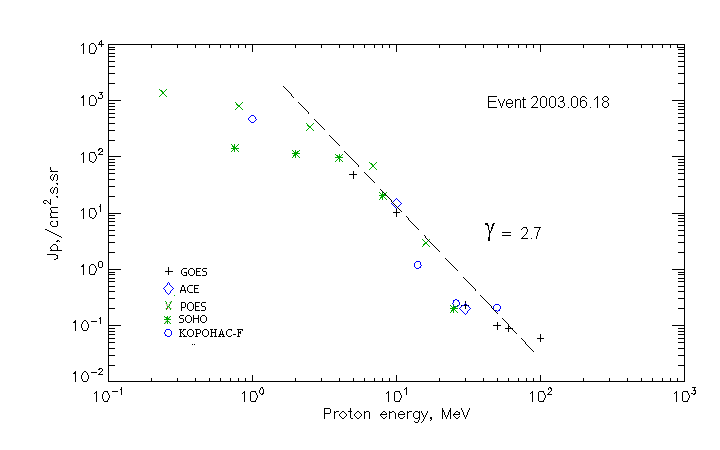 10⁴
10³
10²
10¹
10⁰
10⁻¹
10⁻²
Jp,/cm².s.sr
Event 2003.06.18
γ = 2.7
GOES
ACE
POES
SOHO
КОРОНАС-F
10⁻¹ 10⁰ 10¹ 10² 10³
Proton energy, MeV